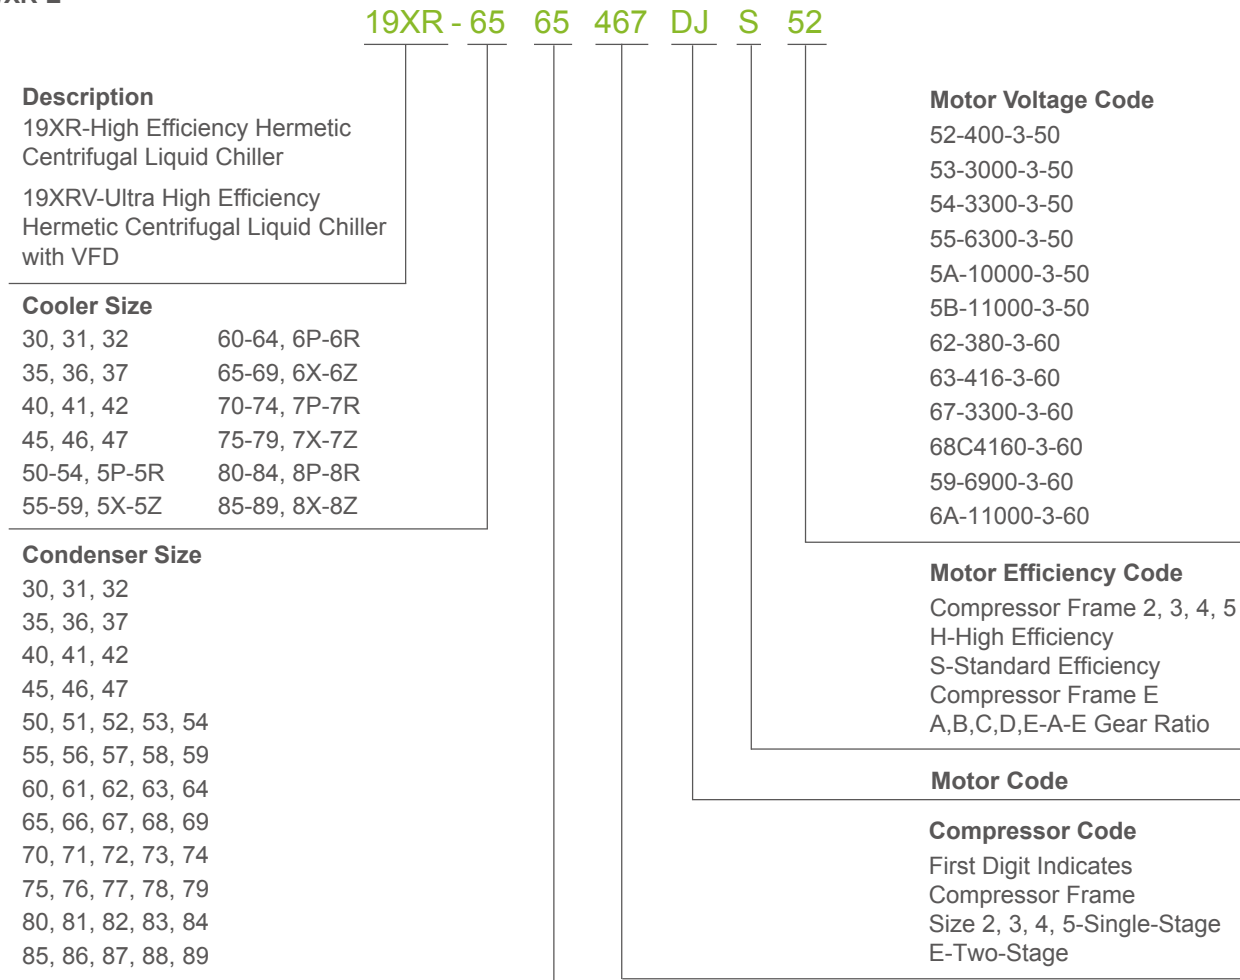 19XR - 65 65 467 DJ S 52
Description
19XR-High Efficiency Hermetic
Centrifugal Liquid Chiller
19XRV-Ultra High Efficiency
Hermetic Centrifugal Liquid Chiller
with VFD
Cooler Size
30, 31, 32 60-64, 6P-6R
35, 36, 37 65-69, 6X-6Z
40, 41, 42 70-74, 7P-7R
45, 46, 47 75-79, 7X-7Z
50-54, 5P-5R 80-84, 8P-8R
55-59, 5X-5Z 85-89, 8X-8Z
Condenser Size
30, 31, 32
35, 36, 37
40, 41, 42
45, 46, 47
50, 51, 52, 53, 54
55, 56, 57, 58, 59
60, 61, 62, 63, 64
65, 66, 67, 68, 69
70, 71, 72, 73, 74
75, 76, 77, 78, 79
80, 81, 82, 83, 84
85, 86, 87, 88, 89
Motor Voltage Code
52-400-3-50
53-3000-3-50
54-3300-3-50
55-6300-3-50
5A-10000-3-50
5B-11000-3-50
62-380-3-60
63-416-3-60
67-3300-3-60
68C4160-3-60
59-6900-3-60
6A-11000-3-60
Motor Efficiency Code
Compressor Frame 2, 3, 4, 5
H-High Efficiency
S-Standard Efficiency
Compressor Frame E
A,B,C,D,E-A-E Gear Ratio
Motor Code
Compressor Code
First Digit Indicates
Compressor Frame
Size 2, 3, 4, 5-Single-Stage
E-Two-Stage